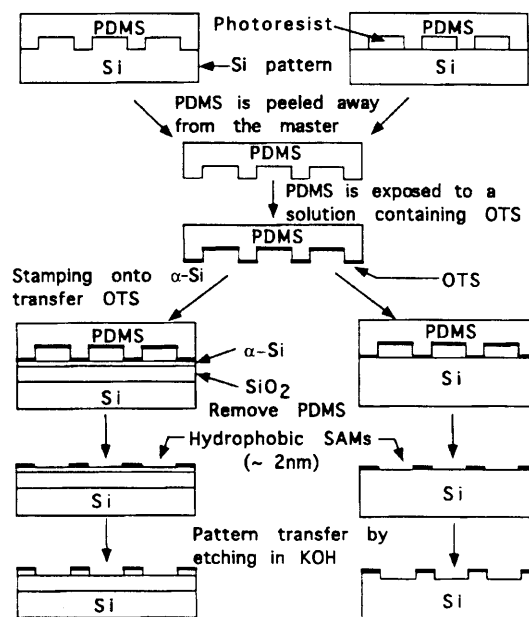 PDMS
Si
Photoresist
Si pattern
PDMS
Si
PDMS is peeled away
from the master
PDMS
PDMS is exposed to a
solution containing OTS
PDMS
OTS
Stamping onto α-Si
transfer OTS
PDMS
α-Si
SiO2
Si
PDMS
Si
Remove PDMS
Hydrophobic SAMs
(~ 2nm)
Si
Si
Pattern transfer by
etching in KOH
Si
Si